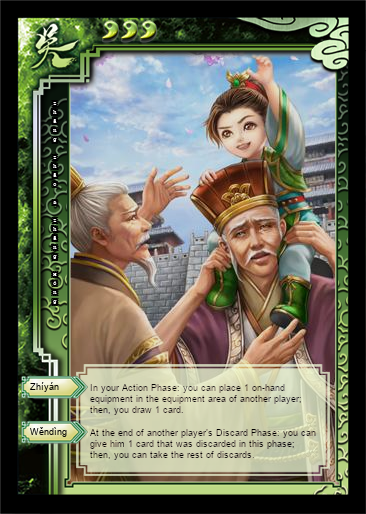 吳
Zhíyán
In your Action Phase: you can place 1 on-hand
equipment in the equipment area of another player;
then, you draw 1 card.
Wěnding
At the end of another player's Discard Phase: you can
give him 1 card that was discarded in this phase;
then, you can take the rest of discards.